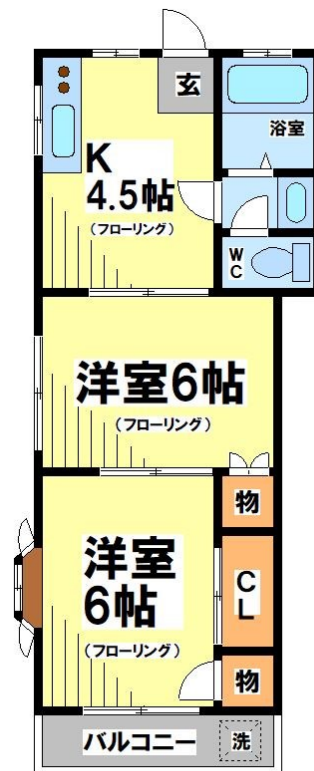 玄
浴室
K
4.5帖
(フローリング)
WC
洋室6帖
(フローリング)
物
洋室
6帖
(フローリング)
CL
物
バルコニー
洗